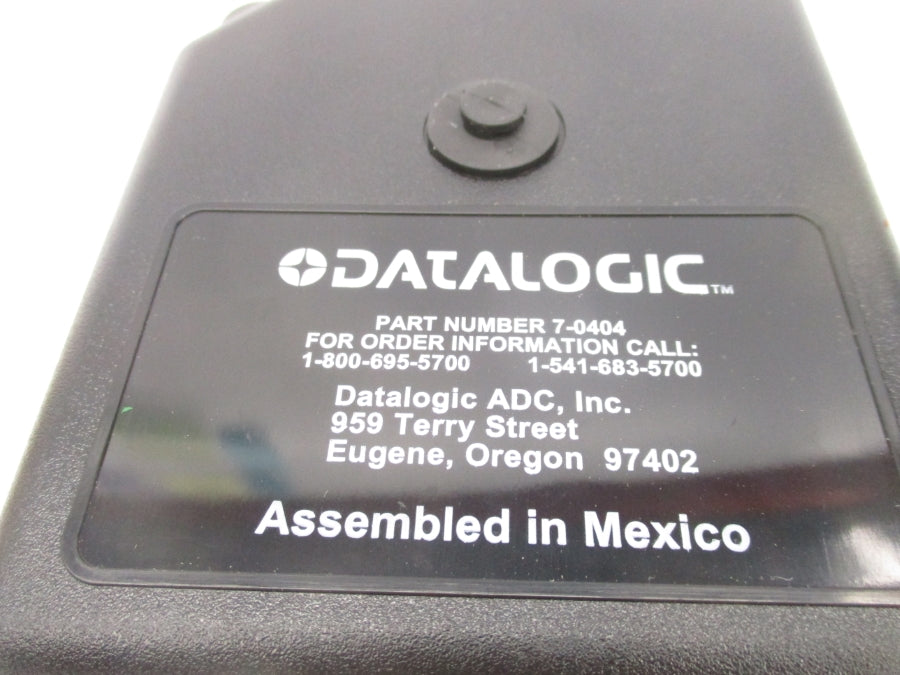 DATALOGIC™
PART NUMBER 7-0404
FOR ORDER INFORMATION CALL:
1-800-695-5700 1-541-683-5700
Datalogic ADC, Inc.
959 Terry Street
Eugene, Oregon 97402
Assembled in Mexico